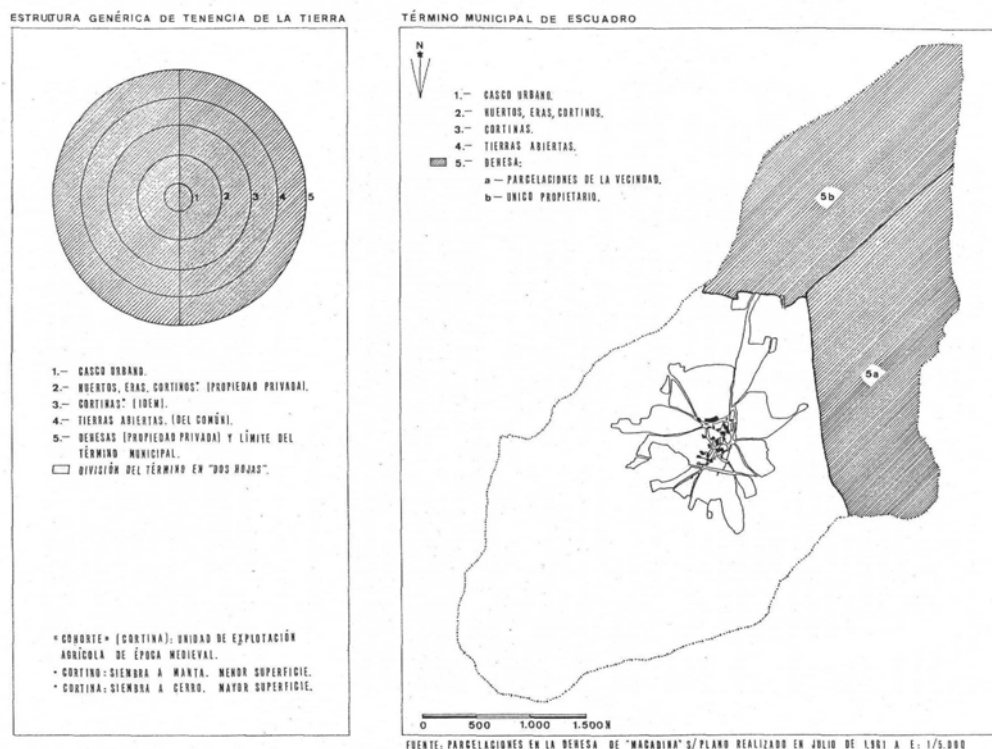 ESTRUTURA GENÉRICA DE TENENCIA DE LA TIERRA
1
2
3
4
5
1.— CASCO URBANO.
2.— HUERTOS, ERAS, CORTINOS: (PROPIEDAD PRIVADA).
3.— CORTINAS: (IDEM).
4.— TIERRAS ABIERTAS. (DEL COMÚN).
5.— DEHESAS (PROPIEDAD PRIVADA) Y LÍMITE DEL
TÉRMINO MUNICIPAL.
DIVISIÓN DEL TÉRMINO EN "DOS HOJAS".
"COHORTE" (CORTINA): UNIDAD DE EXPLOTACIÓN
AGRÍCOLA DE ÉPOCA MEDIEVAL.
• CORTINO: SIEMBRA A MANTA. MENOR SUPERFICIE.
• CORTINA: SIEMBRA A CERRO. MAYOR SUPERFICIE.
TÉRMINO MUNICIPAL DE ESCUADRO
N
1.— CASCO URBANO.
2.— HUERTOS, ERAS, CORTINOS.
3.— CORTINAS.
4.— TIERRAS ABIERTAS.
5.— DEHESA:
a — PARCELACIONES DE LA VECINDAD.
b — UNICO PROPIETARIO.
5b
5a
0 500 1.000 1.500 M
FUENTE: PARCELACIONES EN LA DEHESA DE "MAGADINA" S/ PLANO REALIZADO EN JULIO DE 1.961 A E: 1/5.000